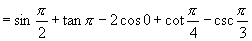 = sin π/2 + tan π − 2 cos 0 + cot π/4 − csc π/3